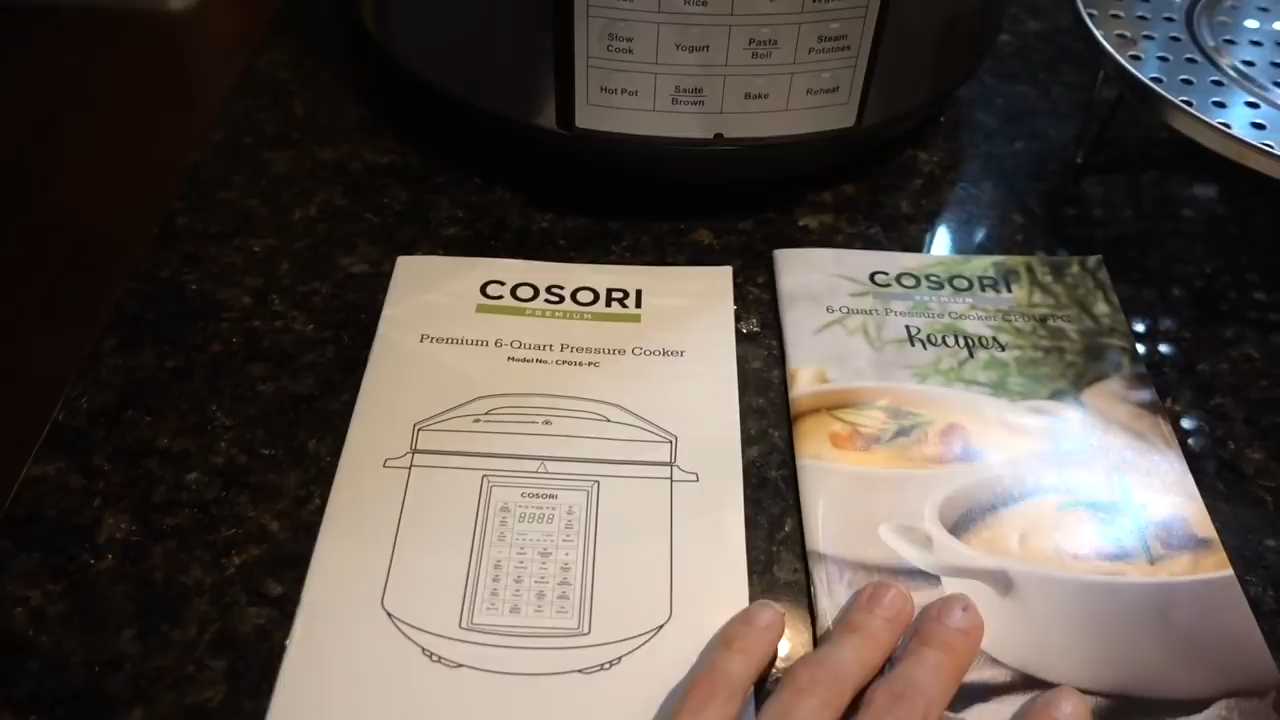 Rice
Slow
Cook
Yogurt
Pasta
Boil
Steam
Potatoes
Hot Pot
Sauté
Brown
Bake
Reheat
COSORI
PREMIUM
Premium 6-Quart Pressure Cooker
Model No.: CP016-PC
COSORI
8888
COSORI
PREMIUM
6-Quart Pressure Cooker CP016-PC
Recipes